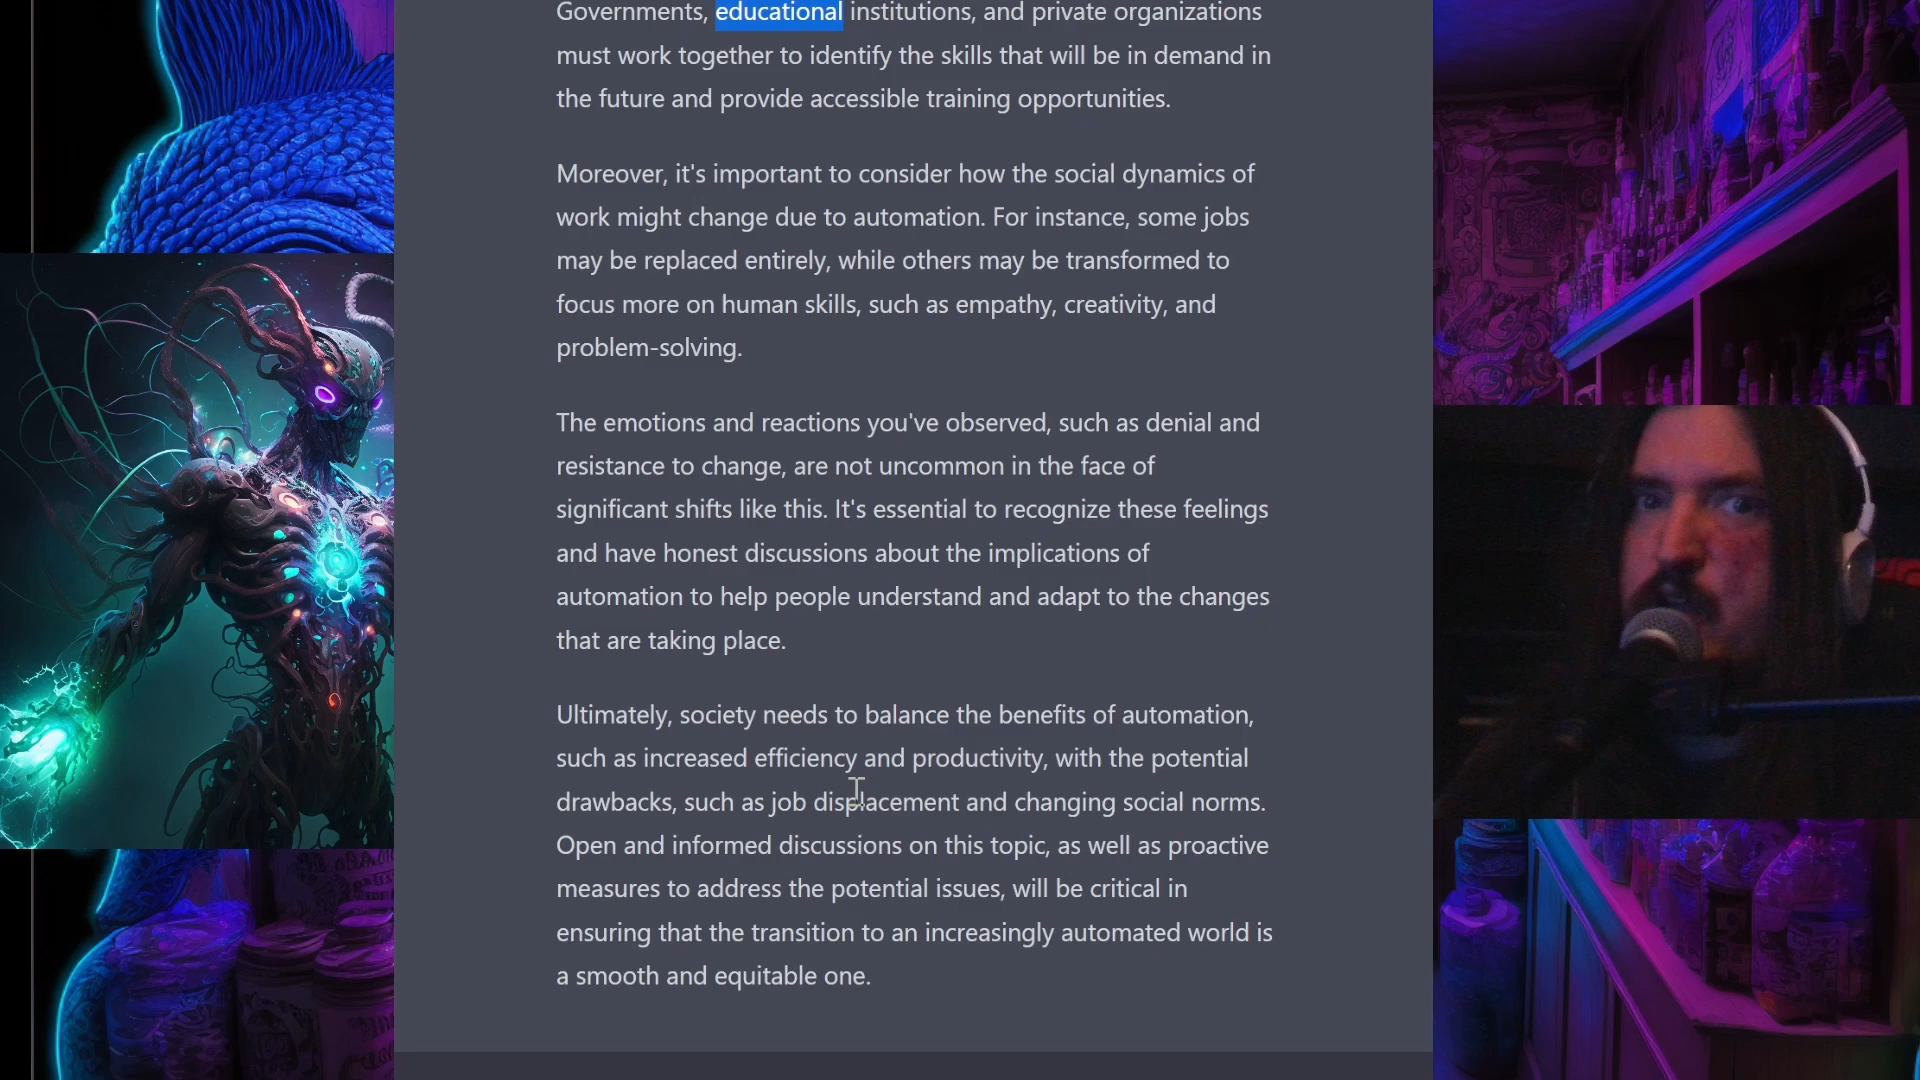 Governments, educational institutions, and private organizations
must work together to identify the skills that will be in demand in
the future and provide accessible training opportunities.
Moreover, it's important to consider how the social dynamics of
work might change due to automation. For instance, some jobs
may be replaced entirely, while others may be transformed to
focus more on human skills, such as empathy, creativity, and
problem-solving.
The emotions and reactions you've observed, such as denial and
resistance to change, are not uncommon in the face of
significant shifts like this. It's essential to recognize these feelings
and have honest discussions about the implications of
automation to help people understand and adapt to the changes
that are taking place.
Ultimately, society needs to balance the benefits of automation,
such as increased efficiency and productivity, with the potential
drawbacks, such as job displacement and changing social norms.
Open and informed discussions on this topic, as well as proactive
measures to address the potential issues, will be critical in
ensuring that the transition to an increasingly automated world is
a smooth and equitable one.